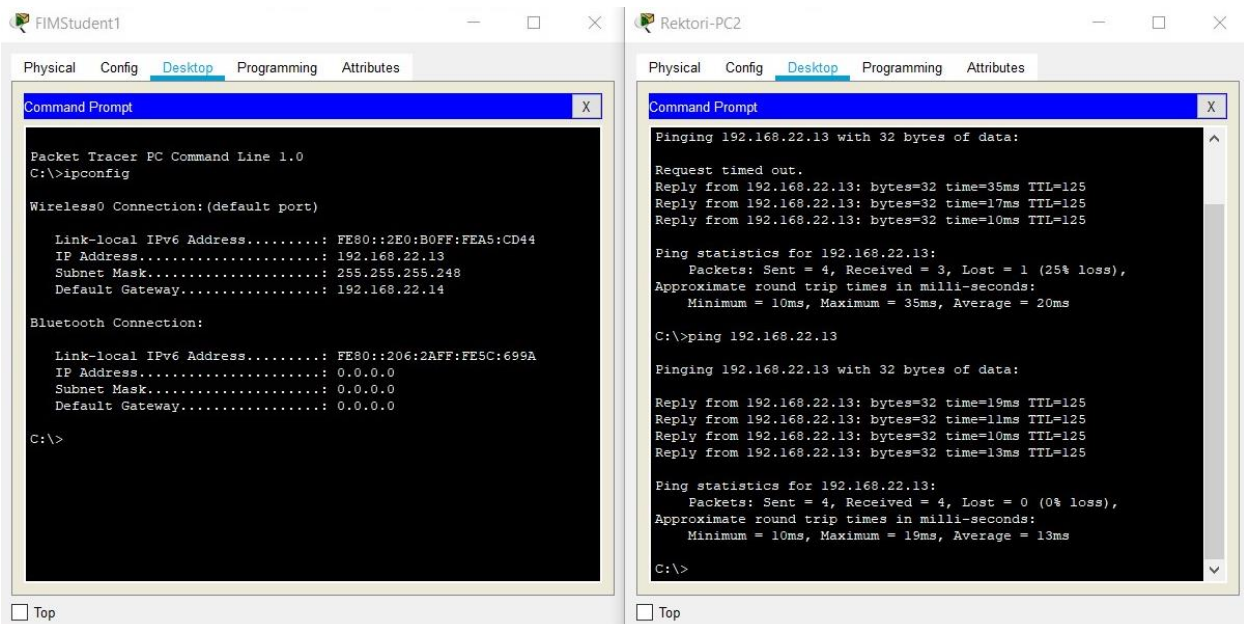 FIMStudent1
Physical Config Desktop Programming Attributes
Command Prompt
X
Packet Tracer PC Command Line 1.0
C:\>ipconfig
Wireless0 Connection:(default port)
Link-local IPv6 Address.........: FE80::2E0:B0FF:FEA5:CD44
IP Address......................: 192.168.22.13
Subnet Mask.....................: 255.255.255.248
Default Gateway.................: 192.168.22.14
Bluetooth Connection:
Link-local IPv6 Address.........: FE80::206:2AFF:FE5C:699A
IP Address......................: 0.0.0.0
Subnet Mask.....................: 0.0.0.0
Default Gateway.................: 0.0.0.0
C:\>
Top
Rektori-PC2
Physical Config Desktop Programming Attributes
Command Prompt
X
Pinging 192.168.22.13 with 32 bytes of data:
Request timed out.
Reply from 192.168.22.13: bytes=32 time=35ms TTL=125
Reply from 192.168.22.13: bytes=32 time=17ms TTL=125
Reply from 192.168.22.13: bytes=32 time=10ms TTL=125
Ping statistics for 192.168.22.13:
Packets: Sent = 4, Received = 3, Lost = 1 (25% loss),
Approximate round trip times in milli-seconds:
Minimum = 10ms, Maximum = 35ms, Average = 20ms
C:\>ping 192.168.22.13
Pinging 192.168.22.13 with 32 bytes of data:
Reply from 192.168.22.13: bytes=32 time=19ms TTL=125
Reply from 192.168.22.13: bytes=32 time=11ms TTL=125
Reply from 192.168.22.13: bytes=32 time=10ms TTL=125
Reply from 192.168.22.13: bytes=32 time=13ms TTL=125
Ping statistics for 192.168.22.13:
Packets: Sent = 4, Received = 4, Lost = 0 (0% loss),
Approximate round trip times in milli-seconds:
Minimum = 10ms, Maximum = 19ms, Average = 13ms
C:\>
Top